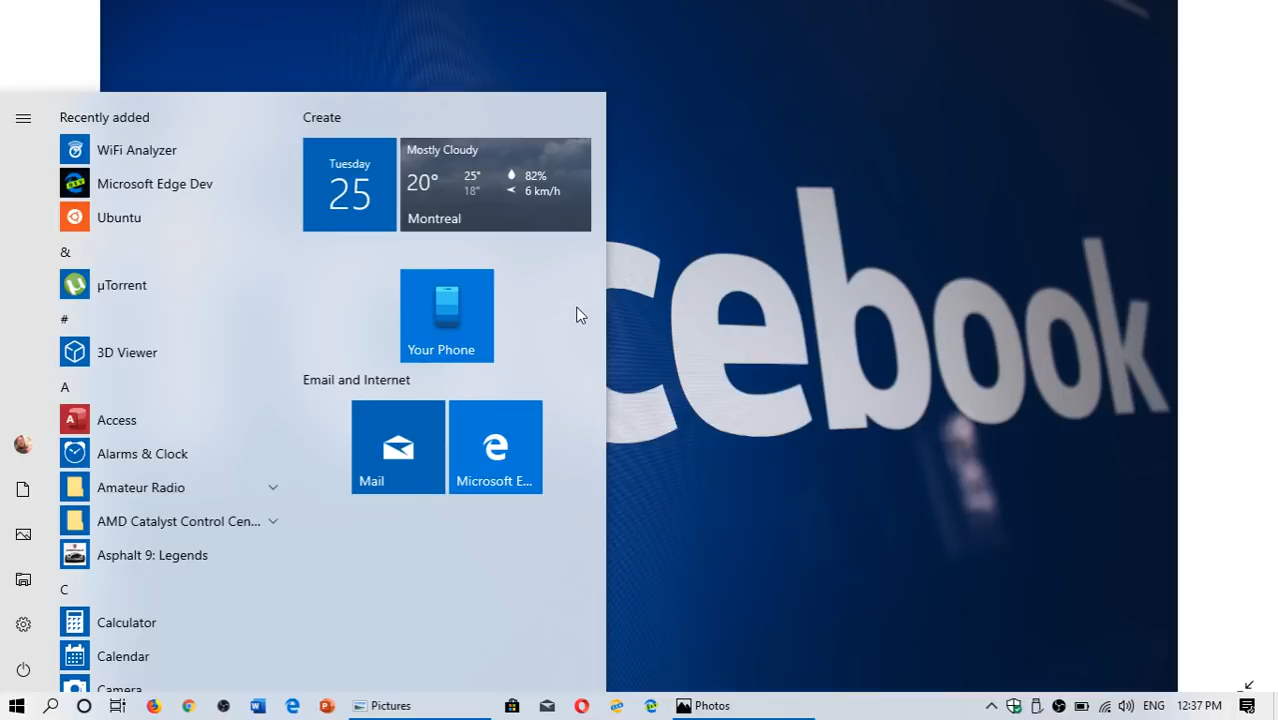 Recently added
WiFi Analyzer
Microsoft Edge Dev
Ubuntu
&
µTorrent
#
3D Viewer
A
Access
Alarms & Clock
Amateur Radio
AMD Catalyst Control Cen...
Asphalt 9: Legends
C
Calculator
Calendar
Camera
Create
Tuesday
25
Mostly Cloudy
20° 25° 82%
18° 6 km/h
Montreal
Your Phone
Email and Internet
Mail
Microsoft E...
cebook
Pictures
Photos
ENG
12:37 PM